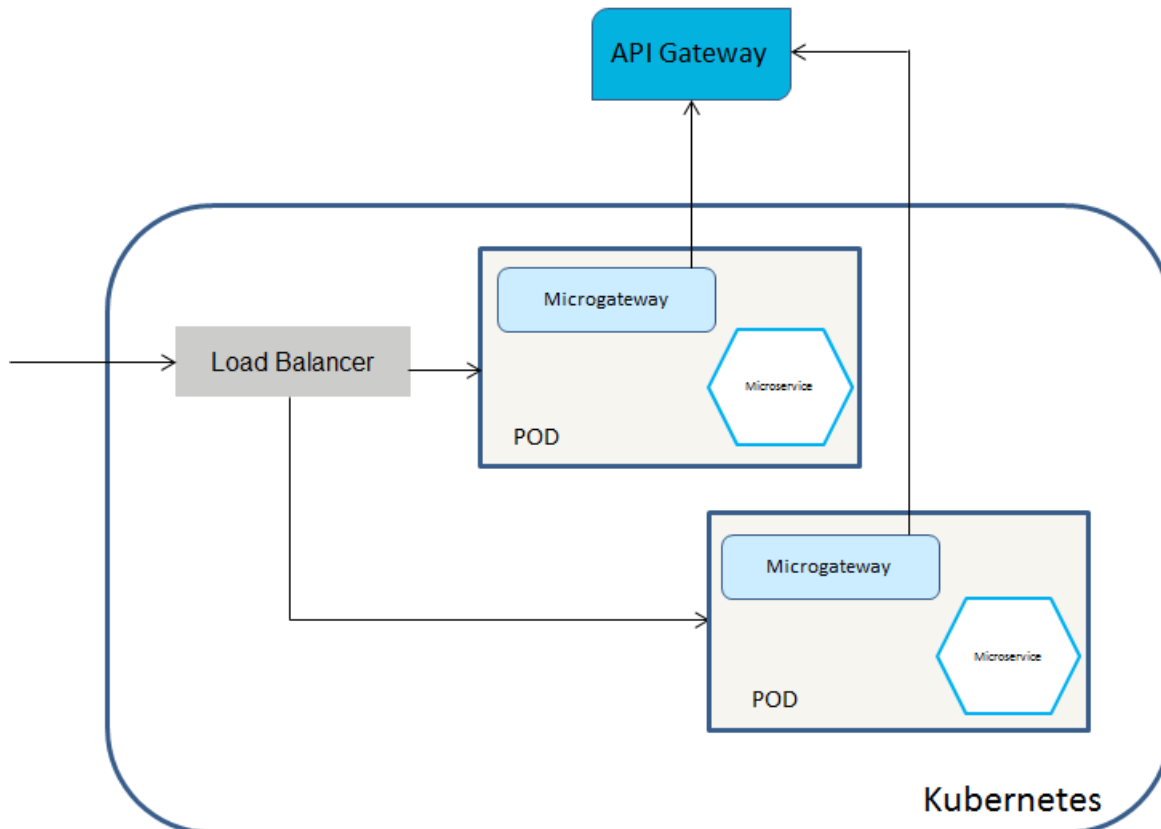 API Gateway
Microgateway
Load Balancer
Microservice
POD
Microgateway
Microservice
POD
Kubernetes